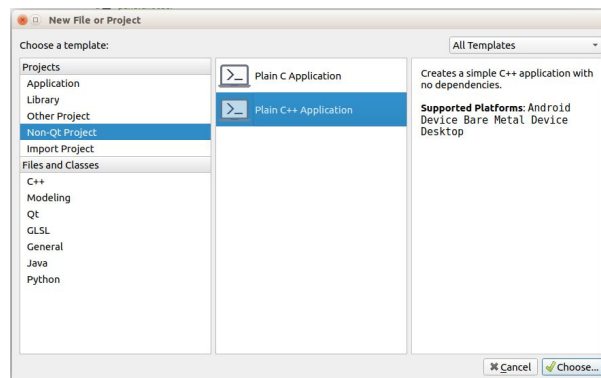 New File or Project
Choose a template:
All Templates
Projects
Application
Library
Other Project
Non-Qt Project
Import Project
Files and Classes
C++
Modeling
Qt
GLSL
General
Java
Python
Plain C Application
Plain C++ Application
Creates a simple C++ application with
no dependencies.
Supported Platforms: Android
Device Bare Metal Device
Desktop
Cancel
Choose...